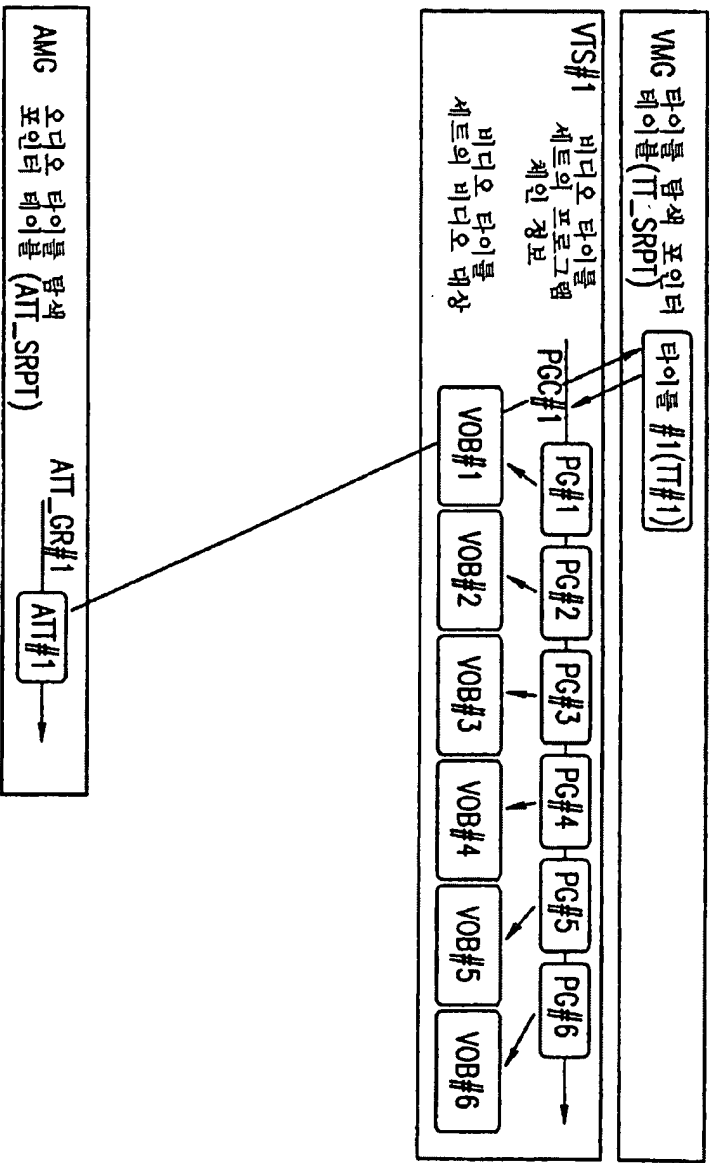 VMG
타이틀 탐색 포인터
테이블(TT_SRPT)
타이틀 #1(TT#1)
VTS#1
비디오 타이틀
세트의 프로그램
체인 정보
PGC#1
PG#1
PG#2
PG#3
PG#4
PG#5
PG#6
비디오 타이틀
세트의 비디오 대상
VOB#1
VOB#2
VOB#3
VOB#4
VOB#5
VOB#6
AMG
오디오 타이틀 탐색
포인터 테이블(ATT_SRPT)
ATT_GR#1
ATT#1